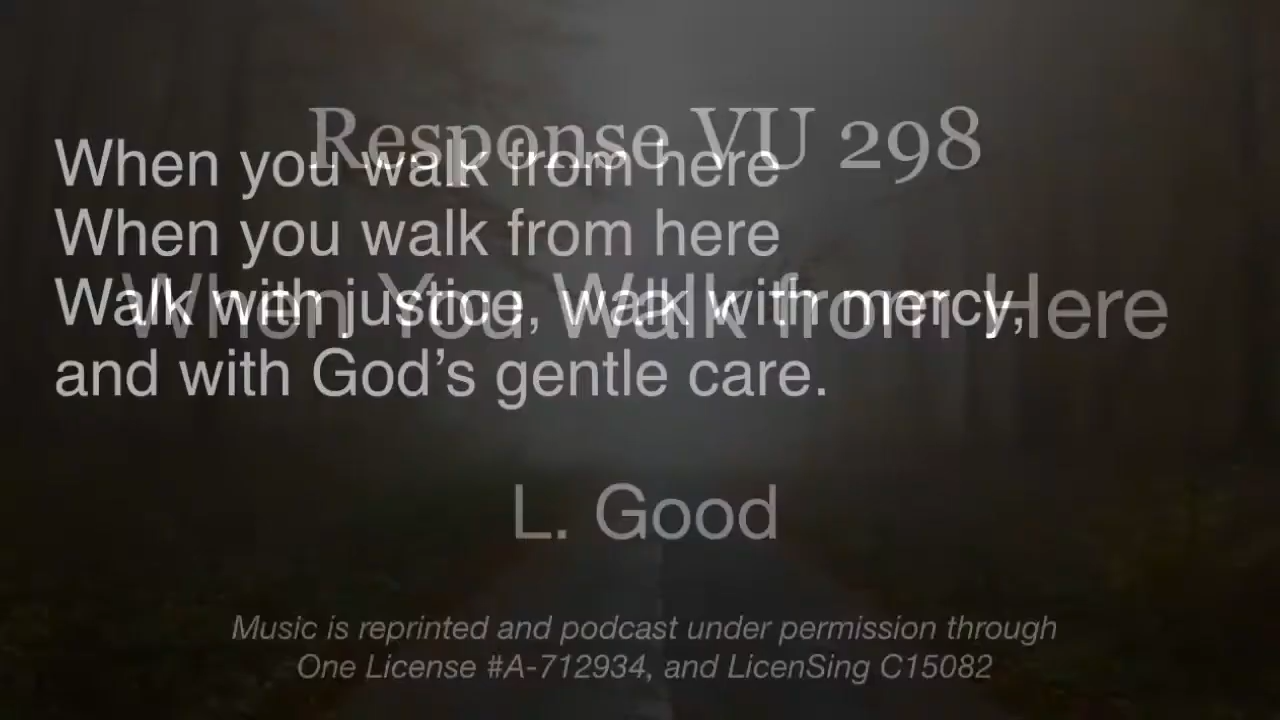 Response VU 298
When you walk from here
When you walk from here
When You Walk from Here
Walk with justice, Walk with mercy,
and with God’s gentle care.
L. Good
Music is reprinted and podcast under permission through
One License #A-712934, and LicenSing C15082